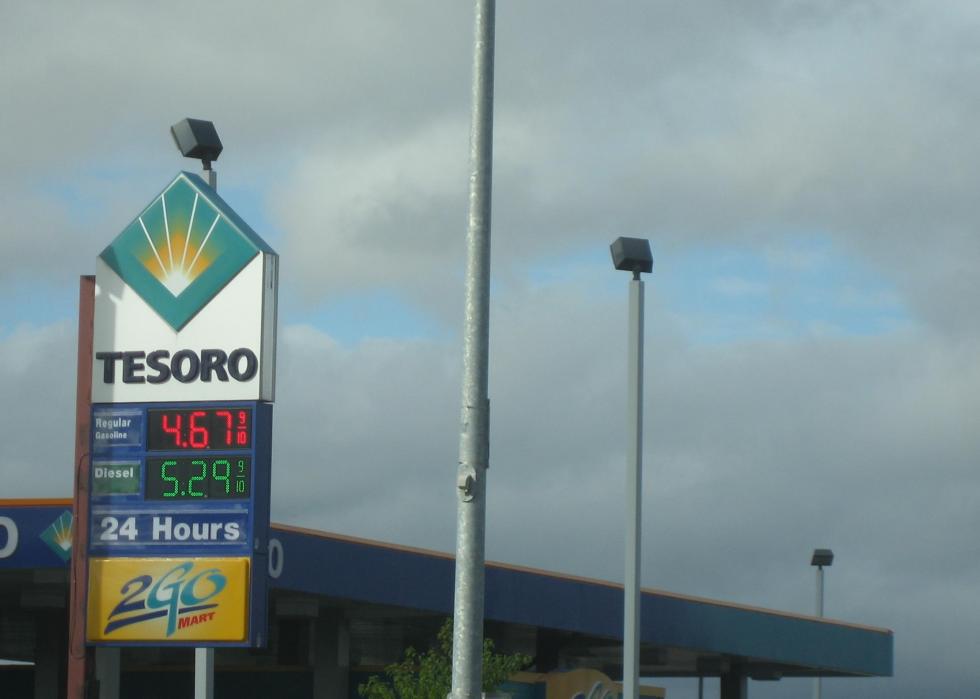 TESORO
Regular
Gasoline
4.67 9/10
Diesel
5.29 9/10
24 Hours
2GO
MART
O
O